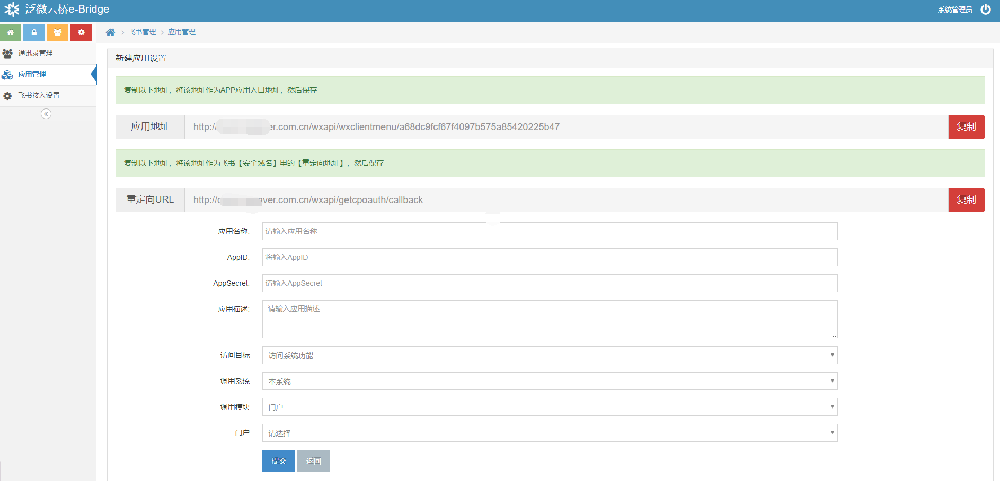 泛微云桥e-Bridge
系统管理员
飞书管理
应用管理
通讯录管理
应用管理
飞书接入设置
新建应用设置
复制以下地址，将该地址作为APP应用入口地址，然后保存
应用地址
http:/ er.com.cn/wxapi/wxclientmenu/a68dc9fcf67f4097b575a85420225b47
复制
复制以下地址，将该地址作为飞书【安全域名】里的【重定向地址】，然后保存
重定向URL
http:// aver.com.cn/wxapi/getcpoauth/callback
复制
应用名称:
请输入应用名称
AppID:
将输入AppID
AppSecret:
请输入AppSecret
应用描述:
请输入应用描述
访问目标
访问系统功能
调用系统
本系统
调用模块
门户
门户
请选择
提交
返回